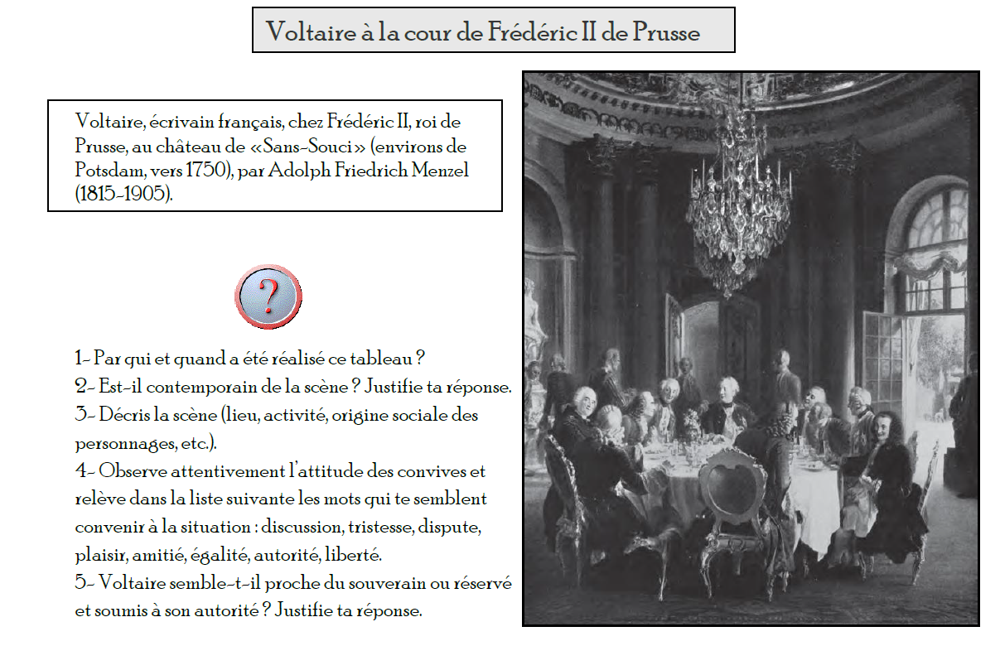 Voltaire à la cour de Frédéric II de Prusse
Voltaire, écrivain français, chez Frédéric II, roi de
Prusse, au château de «Sans-Souci» (environs de
Potsdam, vers 1750), par Adolph Friedrich Menzel
(1815-1905).
?
1- Par qui et quand a été réalisé ce tableau ?
2- Est-il contemporain de la scène ? Justifie ta réponse.
3- Décris la scène (lieu, activité, origine sociale des
personnages, etc.).
4- Observe attentivement l'attitude des convives et
relève dans la liste suivante les mots qui te semblent
convenir à la situation : discussion, tristesse, dispute,
plaisir, amitié, égalité, autorité, liberté.
5- Voltaire semble-t-il proche du souverain ou réservé
et soumis à son autorité ? Justifie ta réponse.